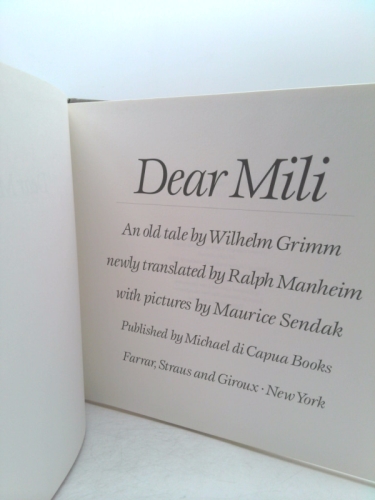 Dear Mili
An old tale by Wilhelm Grimm
newly translated by Ralph Manheim
with pictures by Maurice Sendak
Published by Michael di Capua Books
Farrar, Straus and Giroux · New York